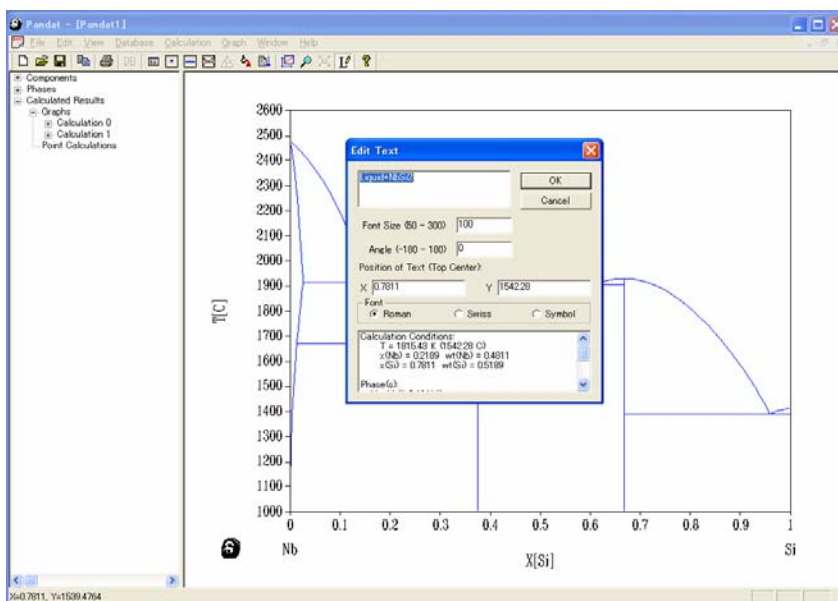 Pandat - [Pandat1]
File Edit View Database Calculation Graph Window Help
Components
Phases
Calculated Results
Graphs
Calculation 0
Calculation 1
Point Calculations
2600
2500
2400
2300
2200
2100
2000
1900
1800
1700
1600
1500
1400
1300
1200
1100
1000
T[C]
0 0.1 0.2 0.3 0.4 0.5 0.6 0.7 0.8 0.9 1
Nb Si
X[Si]
Edit Text
Liquid+NbSi2
OK
Cancel
Font Size (50 - 300) 100
Angle (-180 - 180) 0
Position of Text (Top Center):
X 0.7811 Y 1542.28
Font
Roman Swiss Symbol
Calculation Conditions:
T = 1815.43 K (1542.28 C)
x(Nb) = 0.2189 wt(Nb) = 0.4811
x(Si) = 0.7811 wt(Si) = 0.5189
Phase(s):
X=0.7811, Y=1539.4764